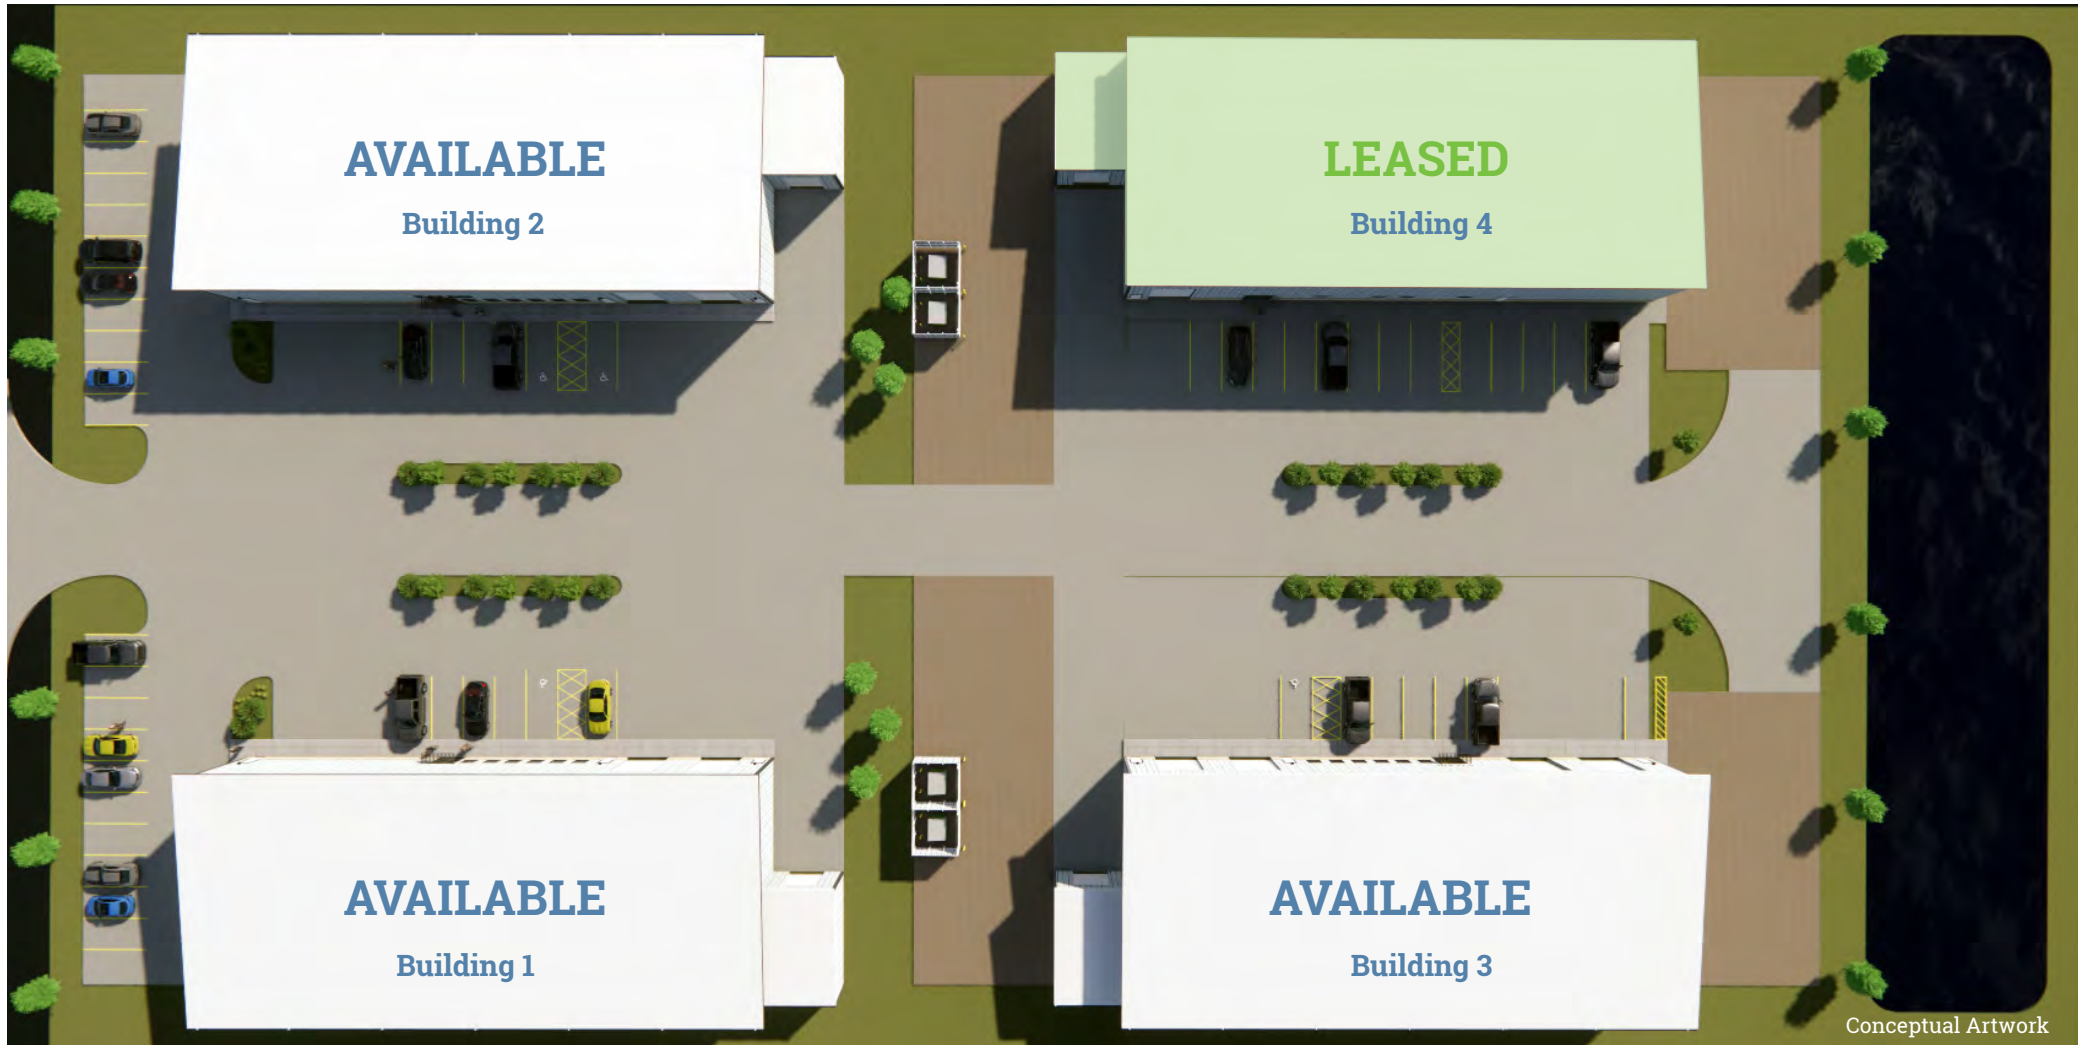 AVAILABLE
Building 2
LEASED
Building 4
AVAILABLE
Building 1
AVAILABLE
Building 3
Conceptual Artwork